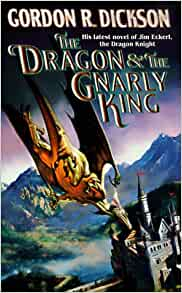 GORDON R. DICKSON
His latest novel of Jim Eckert,
the Dragon Knight
THE
DRAGON & THE
GNARLY
KING